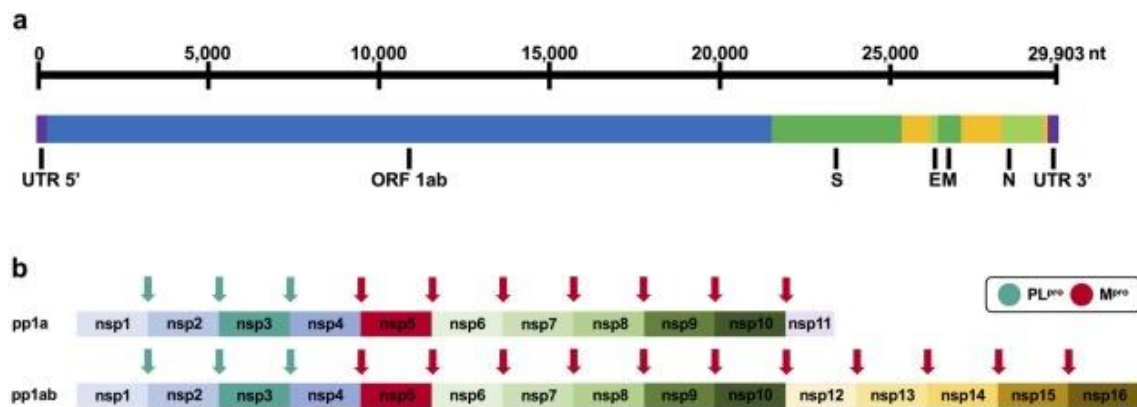 a
0 5,000 10,000 15,000 20,000 25,000 29,903 nt
UTR 5' ORF 1ab S E M N UTR 3'
b
PLpro Mpro
pp1a nsp1 nsp2 nsp3 nsp4 nsp5 nsp6 nsp7 nsp8 nsp9 nsp10 nsp11
pp1ab nsp1 nsp2 nsp3 nsp4 nsp5 nsp6 nsp7 nsp8 nsp9 nsp10 nsp12 nsp13 nsp14 nsp15 nsp16